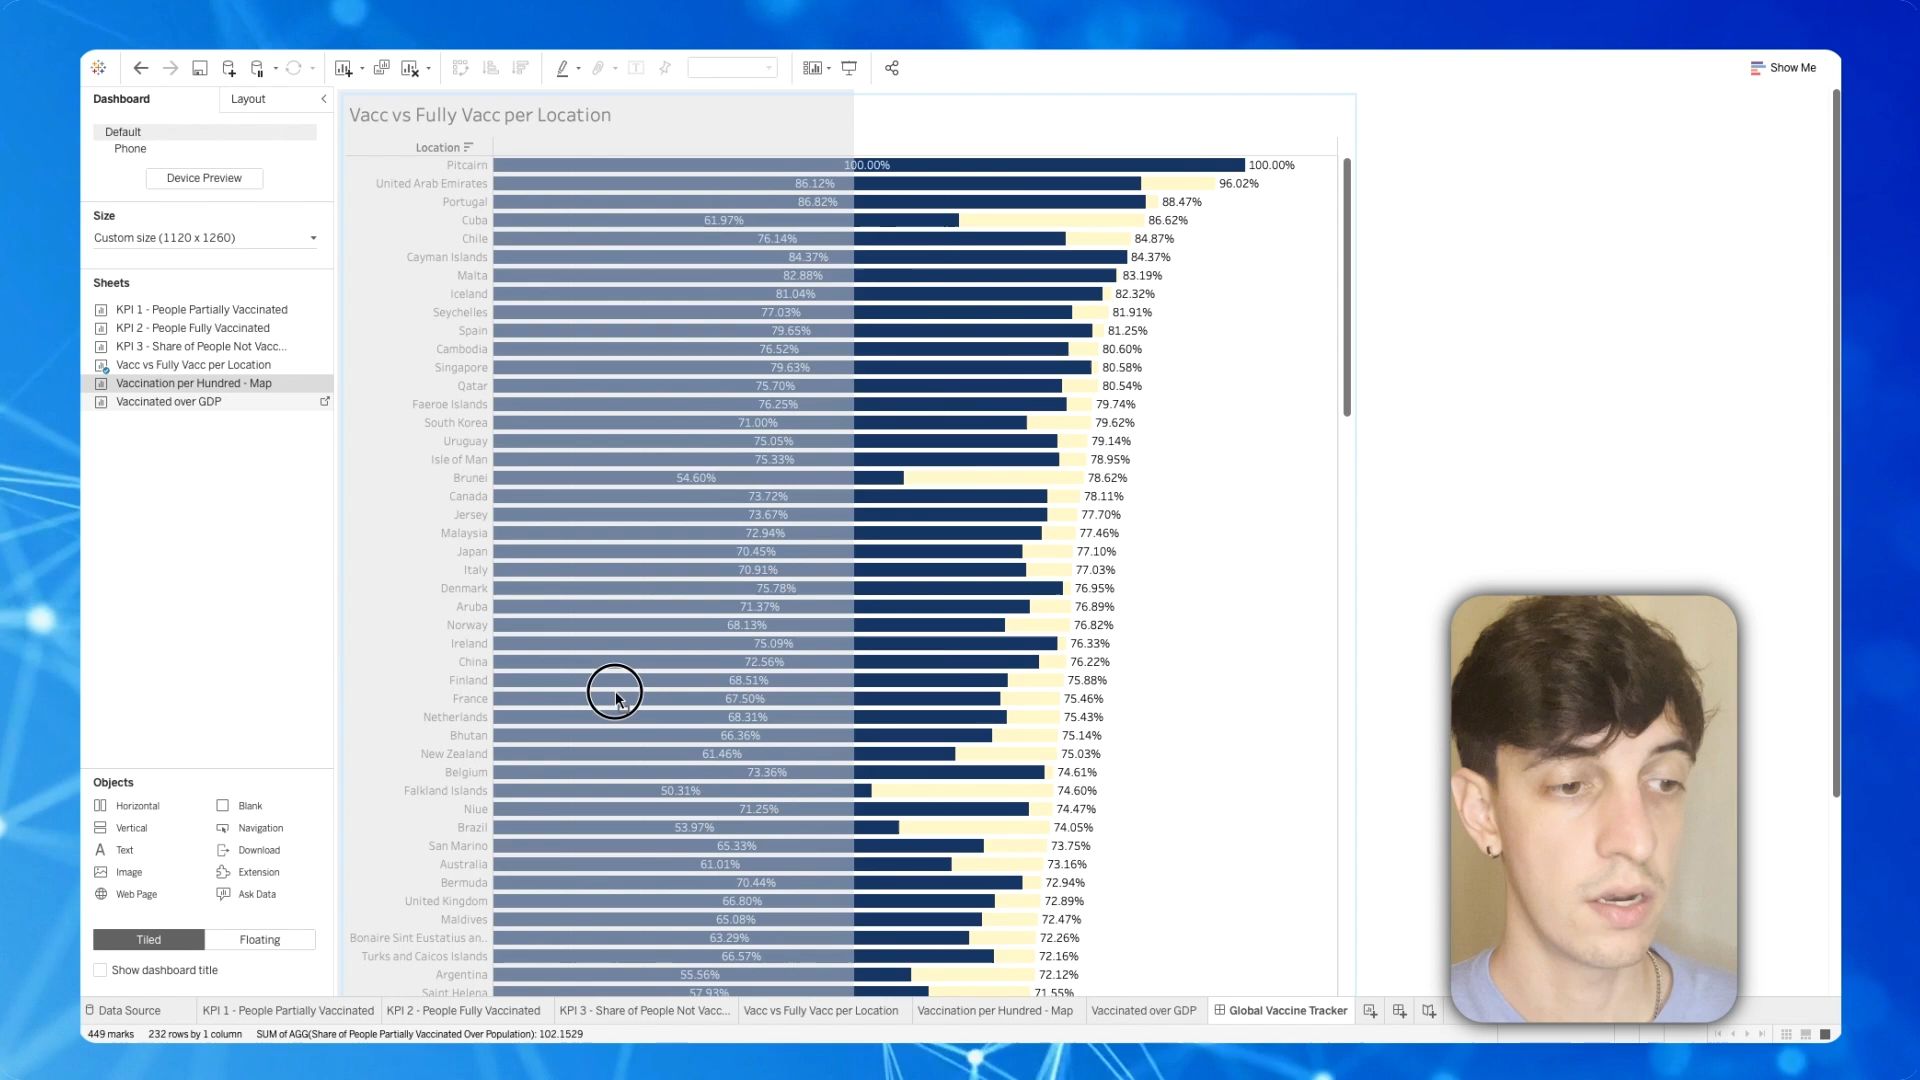 Show Me
Dashboard
Layout
Default
Phone
Device Preview
Size
Custom size (1120 x 1260)
Sheets
KPI 1 - People Partially Vaccinated
KPI 2 - People Fully Vaccinated
KPI 3 - Share of People Not Vacc...
Vacc vs Fully Vacc per Location
Vaccination per Hundred - Map
Vaccinated over GDP
Objects
Horizontal Blank
Vertical Navigation
A Text Download
Image Extension
Web Page Ask Data
Tiled Floating
Show dashboard title
Vacc vs Fully Vacc per Location
Location
Pitcairn 100.00% 100.00%
United Arab Emirates 86.12% 96.02%
Portugal 86.82% 88.47%
Cuba 61.97% 86.62%
Chile 76.14% 84.87%
Cayman Islands 84.37% 84.37%
Malta 82.88% 83.19%
Iceland 81.04% 82.32%
Seychelles 77.03% 81.91%
Spain 79.65% 81.25%
Cambodia 76.52% 80.60%
Singapore 79.63% 80.58%
Qatar 75.70% 80.54%
Faeroe Islands 76.25% 79.74%
South Korea 71.00% 79.62%
Uruguay 75.05% 79.14%
Isle of Man 75.33% 78.95%
Brunei 54.60% 78.62%
Canada 73.72% 78.11%
Jersey 73.67% 77.70%
Malaysia 72.94% 77.46%
Japan 70.45% 77.10%
Italy 70.91% 77.03%
Denmark 75.78% 76.95%
Aruba 71.37% 76.89%
Norway 68.13% 76.82%
Ireland 75.09% 76.33%
China 72.56% 76.22%
Finland 68.51% 75.88%
France 67.50% 75.46%
Netherlands 68.31% 75.43%
Bhutan 66.36% 75.14%
New Zealand 61.46% 75.03%
Belgium 73.36% 74.61%
Falkland Islands 50.31% 74.60%
Niue 71.25% 74.47%
Brazil 53.97% 74.05%
San Marino 65.33% 73.75%
Australia 61.01% 73.16%
Bermuda 70.44% 72.94%
United Kingdom 66.80% 72.89%
Maldives 65.08% 72.47%
Bonaire Sint Eustatius an.. 63.29% 72.26%
Turks and Caicos Islands 66.57% 72.16%
Argentina 55.56% 72.12%
Saint Helena 57.93% 71.55%
Data Source KPI 1 - People Partially Vaccinated KPI 2 - People Fully Vaccinated KPI 3 - Share of People Not Vacc... Vacc vs Fully Vacc per Location Vaccination per Hundred - Map Vaccinated over GDP Global Vaccine Tracker
449 marks 232 rows by 1 column SUM of AGG(Share of People Partially Vaccinated Over Population): 102.1529